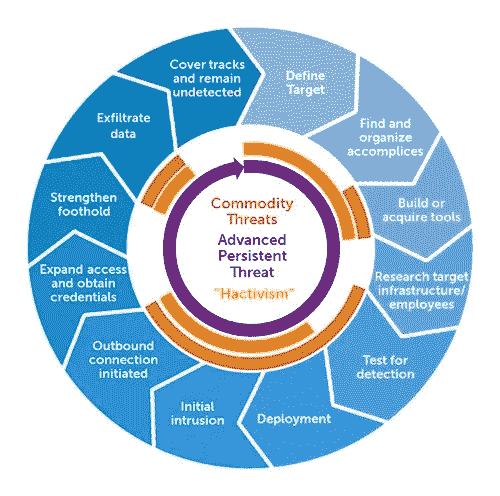 Define
Target
Find and
organize
accomplices
Build or
acquire tools
Research target
infrastructure/
employees
Test for
detection
Deployment
Initial
intrusion
Outbound
connection
initiated
Expand access
and obtain
credentials
Strengthen
foothold
Exfiltrate
data
Cover tracks
and remain
undetected
Commodity
Threats
Advanced
Persistent
Threat
"Hactivism"